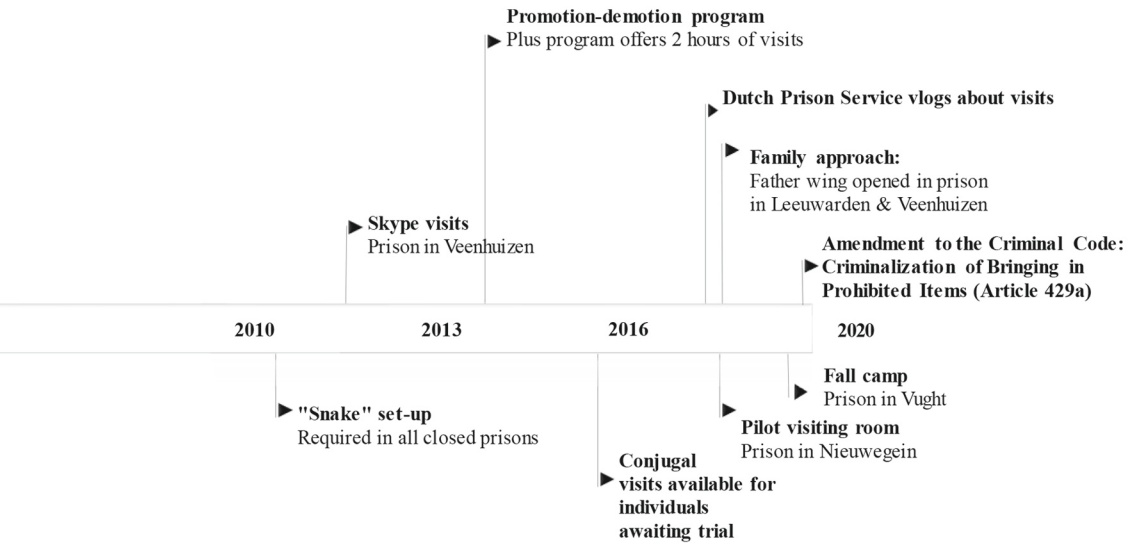 Promotion-demotion program
Plus program offers 2 hours of visits
Dutch Prison Service vlogs about visits
Family approach:
Father wing opened in prison
in Leeuwarden & Veenhuizen
Skype visits
Prison in Veenhuizen
Amendment to the Criminal Code:
Criminalization of Bringing in
Prohibited Items (Article 429a)
2010
2013
2016
2020
"Snake" set-up
Required in all closed prisons
Fall camp
Prison in Vught
Pilot visiting room
Prison in Nieuwegein
Conjugal
visits available for
individuals
awaiting trial